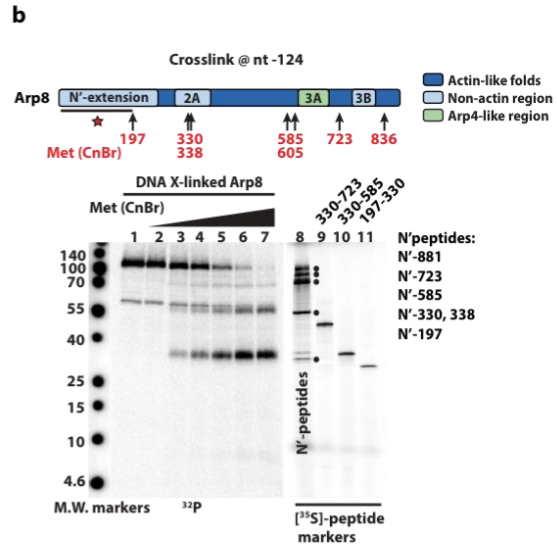 b
Crosslink @ nt -124
Arp8
N'-extension
2A
3A
3B
Actin-like folds
Non-actin region
Arp4-like region
197
330
585
723
836
Met (CnBr)
338
605
DNA X-linked Arp8
Met (CnBr)
330-723
330-585
197-330
1 2 3 4 5 6 7 8 9 10 11
N'peptides:
N'-881
N'-723
N'-585
N'-330, 338
N'-197
140
100
70
55
40
25
15
10
4.6
N'-peptides
M.W. markers
³²P
[³⁵S]-peptide
markers